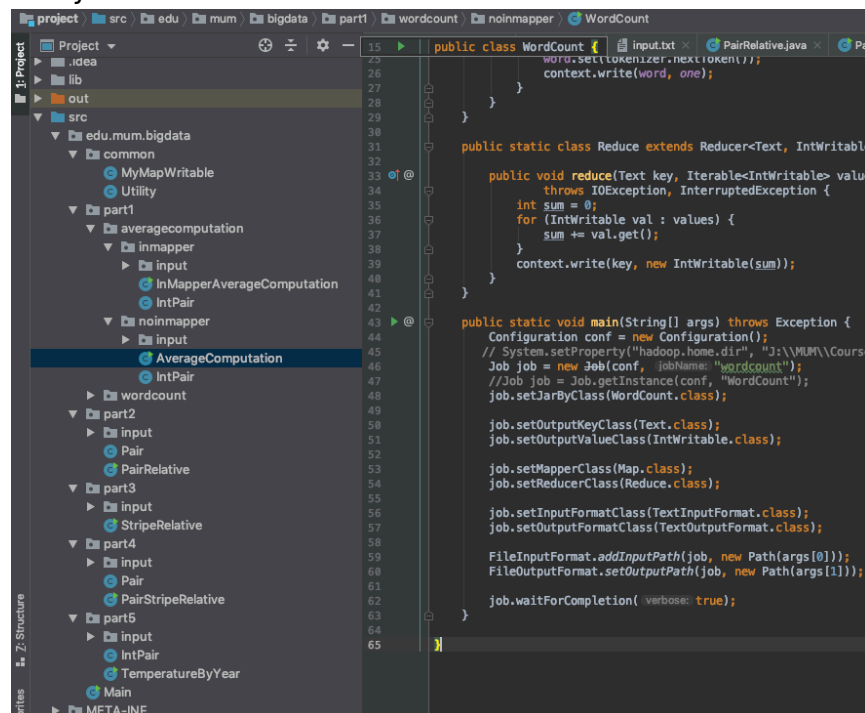 project src edu mum bigdata part1 wordcount noinmapper WordCount
Project
1: Project
.idea
lib
out
src
edu.mum.bigdata
common
MyMapWritable
Utility
part1
averagecomputation
inmapper
input
InMapperAverageComputation
IntPair
noinmapper
input
AverageComputation
IntPair
wordcount
part2
input
Pair
PairRelative
part3
input
StripeRelative
part4
input
Pair
PairStripeRelative
part5
input
IntPair
TemperatureByYear
Main
META-INF
Z: Structure
input.txt PairRelative.java
15 public class WordCount {
25 word.set(tokenizer.nextToken());
26 context.write(word, one);
27 }
28 }
29 }
30
31 public static class Reduce extends Reducer<Text, IntWritable
32
33 @ public void reduce(Text key, Iterable<IntWritable> valu
34 throws IOException, InterruptedException {
35 int sum = 0;
36 for (IntWritable val : values) {
37 sum += val.get();
38 }
39 context.write(key, new IntWritable(sum));
40 }
41 }
42
43 @ public static void main(String[] args) throws Exception {
44 Configuration conf = new Configuration();
45 // System.setProperty("hadoop.home.dir", "J:\\MUM\\Cours
46 Job job = new Job(conf, jobName: "wordcount");
47 //Job job = Job.getInstance(conf, "WordCount");
48 job.setJarByClass(WordCount.class);
49
50 job.setOutputKeyClass(Text.class);
51 job.setOutputValueClass(IntWritable.class);
52
53 job.setMapperClass(Map.class);
54 job.setReducerClass(Reduce.class);
55
56 job.setInputFormatClass(TextInputFormat.class);
57 job.setOutputFormatClass(TextOutputFormat.class);
58
59 FileInputFormat.addInputPath(job, new Path(args[0]));
60 FileOutputFormat.setOutputPath(job, new Path(args[1]));
61
62 job.waitForCompletion( verbose: true);
63 }
64
65 }